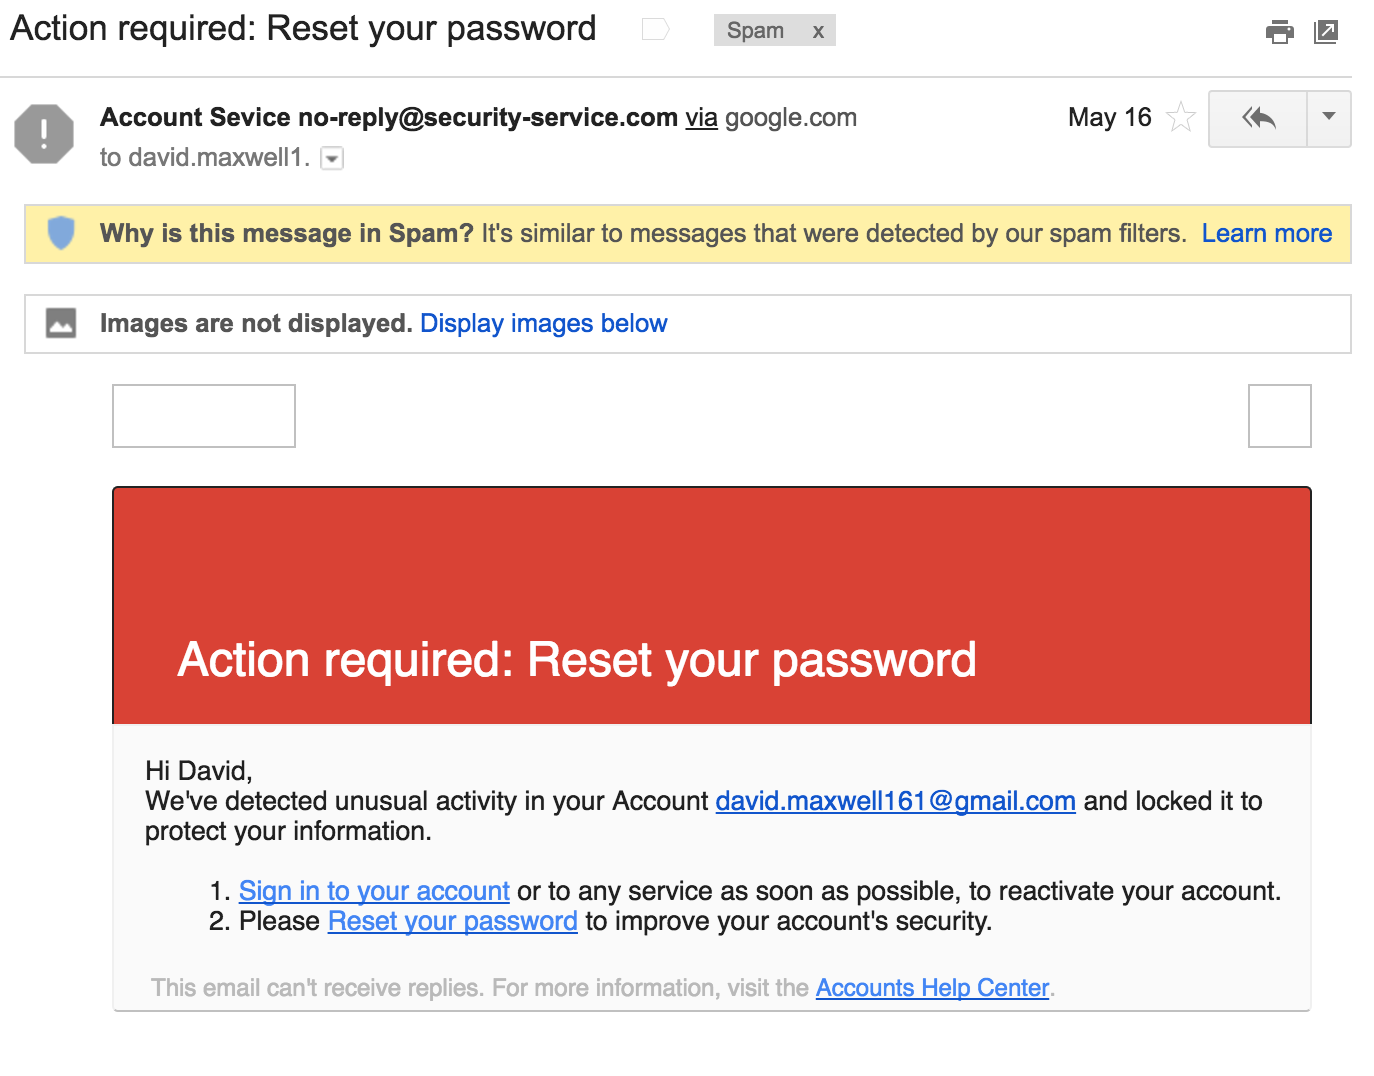 Action required: Reset your password
Spam x
Account Sevice no-reply@security-service.com via google.com
May 16
to david.maxwell1.
Why is this message in Spam? It's similar to messages that were detected by our spam filters. Learn more
Images are not displayed. Display images below
Action required: Reset your password
Hi David,
We've detected unusual activity in your Account david.maxwell161@gmail.com and locked it to
protect your information.
1. Sign in to your account or to any service as soon as possible, to reactivate your account.
2. Please Reset your password to improve your account's security.
This email can't receive replies. For more information, visit the Accounts Help Center.